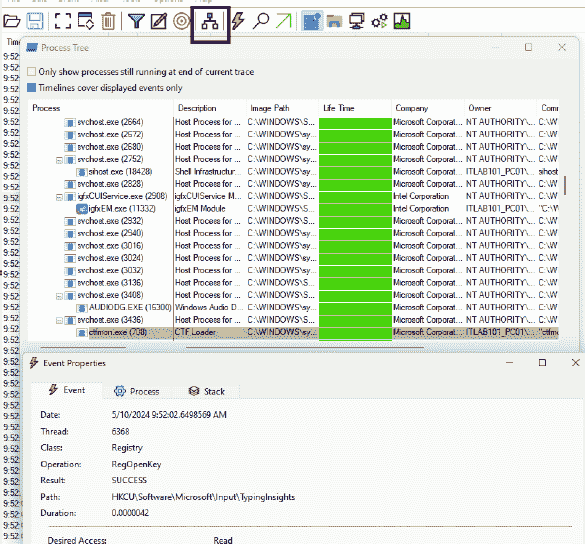 9:52
Process Tree
Only show processes still running at end of current trace
Timelines cover displayed events only
Process Description Image Path Life Time Company Owner
svchost.exe (2664) Host Process for ... C:\WINDOWS\S... Microsoft Corporat... NT AUTHORITY\... C:\W
svchost.exe (2672) Host Process for ... C:\WINDOWS\sy... Microsoft Corporat... NT AUTHORITY\... C:\W
svchost.exe (2680) Host Process for ... C:\WINDOWS\sy... Microsoft Corporat... NT AUTHORITY\... C:\W
svchost.exe (2752) Host Process for ... C:\WINDOWS\sy... Microsoft Corporat... NT AUTHORITY\... C:\W
sihost.exe (18428) Shell Infrastructur... C:\WINDOWS\sy... Microsoft Corporat... ITLAB101_PC01\... sihost
svchost.exe (2828) Host Process for ... C:\WINDOWS\S... Microsoft Corporat... NT AUTHORITY\... C:\W
igfxCUIService.exe (2908) igfxCUIService M... C:\WINDOWS\S... Intel Corporation NT AUTHORITY\... C:\W
igfxEM.exe (11332) igfxEM Module C:\WINDOWS\S... Intel Corporation ITLAB101_PC01\... "C:\W
svchost.exe (2932) Host Process for ... C:\WINDOWS\sy... Microsoft Corporat... NT AUTHORITY\... C:\W
svchost.exe (2940) Host Process for ... C:\WINDOWS\sy... Microsoft Corporat... NT AUTHORITY\... C:\W
svchost.exe (3016) Host Process for ... C:\WINDOWS\sy... Microsoft Corporat... NT AUTHORITY\... C:\W
svchost.exe (3024) Host Process for ... C:\WINDOWS\sy... Microsoft Corporat... NT AUTHORITY\... C:\W
svchost.exe (3032) Host Process for ... C:\WINDOWS\sy... Microsoft Corporat... NT AUTHORITY\... C:\W
svchost.exe (3136) Host Process for ... C:\WINDOWS\sy... Microsoft Corporat... NT AUTHORITY\... C:\W
svchost.exe (3408) Host Process for ... C:\WINDOWS\S... Microsoft Corporat... NT AUTHORITY\... C:\W
AUDIODG.EXE (16300) Windows Audio D... C:\WINDOWS\sy... Microsoft Corporat... NT AUTHORITY\... C:\W
svchost.exe (3436) Host Process for ... C:\WINDOWS\S... Microsoft Corporat... NT AUTHORITY\... C:\W
ctfmon.exe (708) CTF Loader C:\WINDOWS\sy... Microsoft Corporat... ITLAB101_PC01\... "ctfmo
Event Properties
Event Process Stack
Date: 5/10/2024 9:52:02.6498569 AM
Thread: 6368
Class: Registry
Operation: RegOpenKey
Result: SUCCESS
Path: HKCU\Software\Microsoft\Input\TypingInsights
Duration: 0.0000042
Desired Access: Read